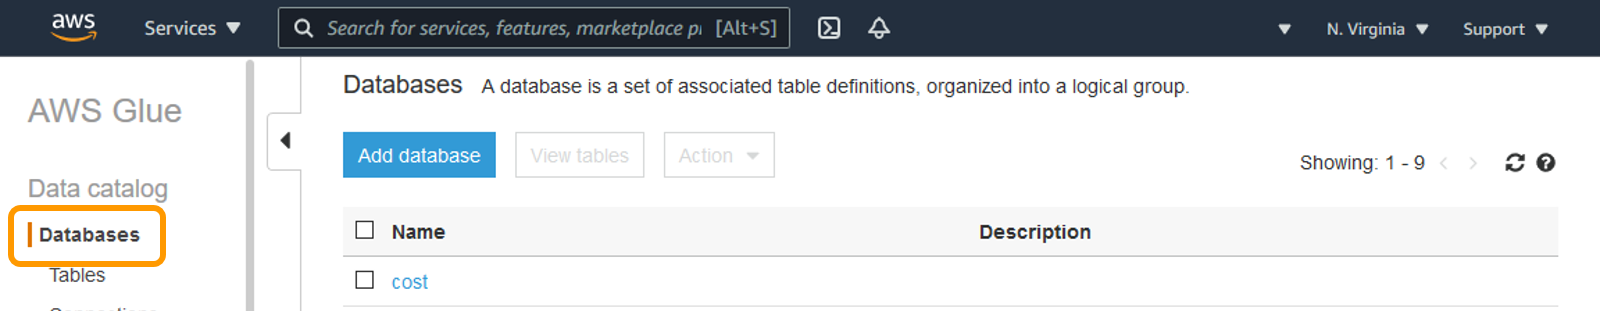 aws Services Search for services, features, marketplace p [Alt+S] N. Virginia Support
AWS Glue
Data catalog
Databases
Tables
Databases A database is a set of associated table definitions, organized into a logical group.
Add database View tables Action Showing: 1 - 9
Name Description
cost